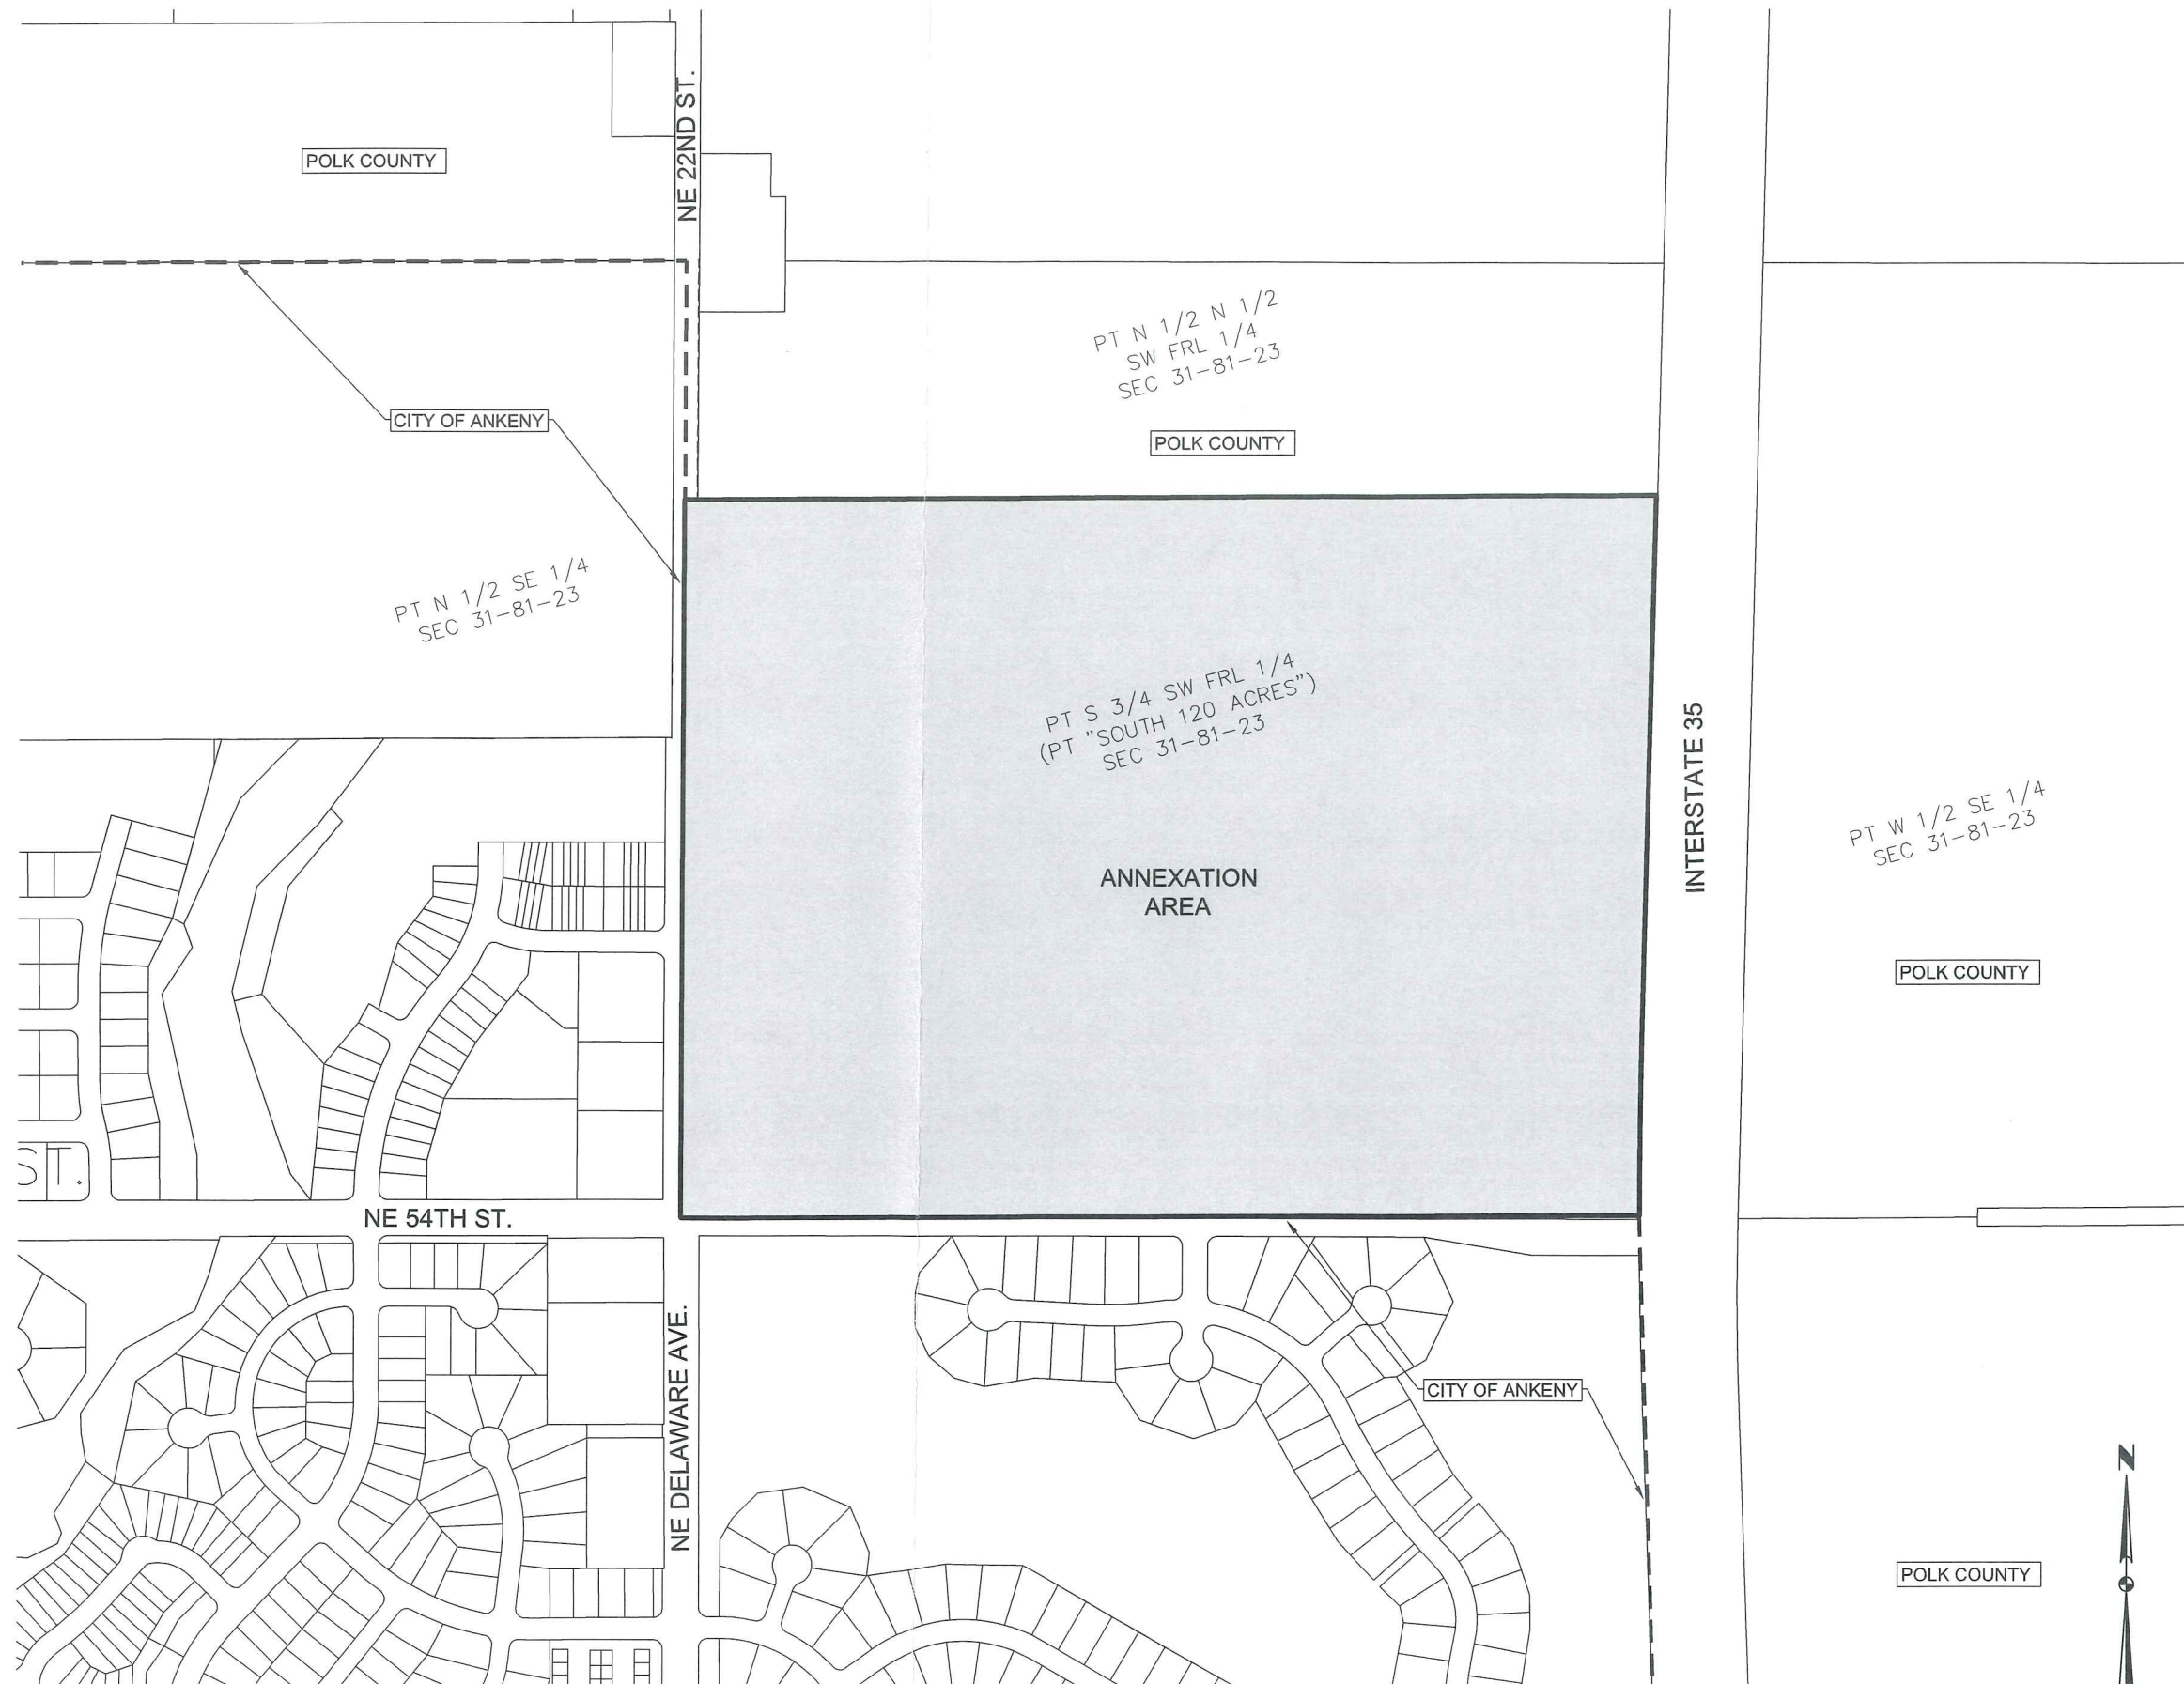 NE 22ND ST.
POLK COUNTY
PT N 1/2 N 1/2
SW FRL 1/4
SEC 31-81-23
CITY OF ANKENY
POLK COUNTY
PT N 1/2 SE 1/4
SEC 31-81-23
PT S 3/4 SW FRL 1/4
(PT "SOUTH 120 ACRES")
SEC 31-81-23
INTERSTATE 35
PT W 1/2 SE 1/4
SEC 31-81-23
ANNEXATION
AREA
POLK COUNTY
ST.
NE 54TH ST.
NE DELAWARE AVE.
CITY OF ANKENY
N
POLK COUNTY